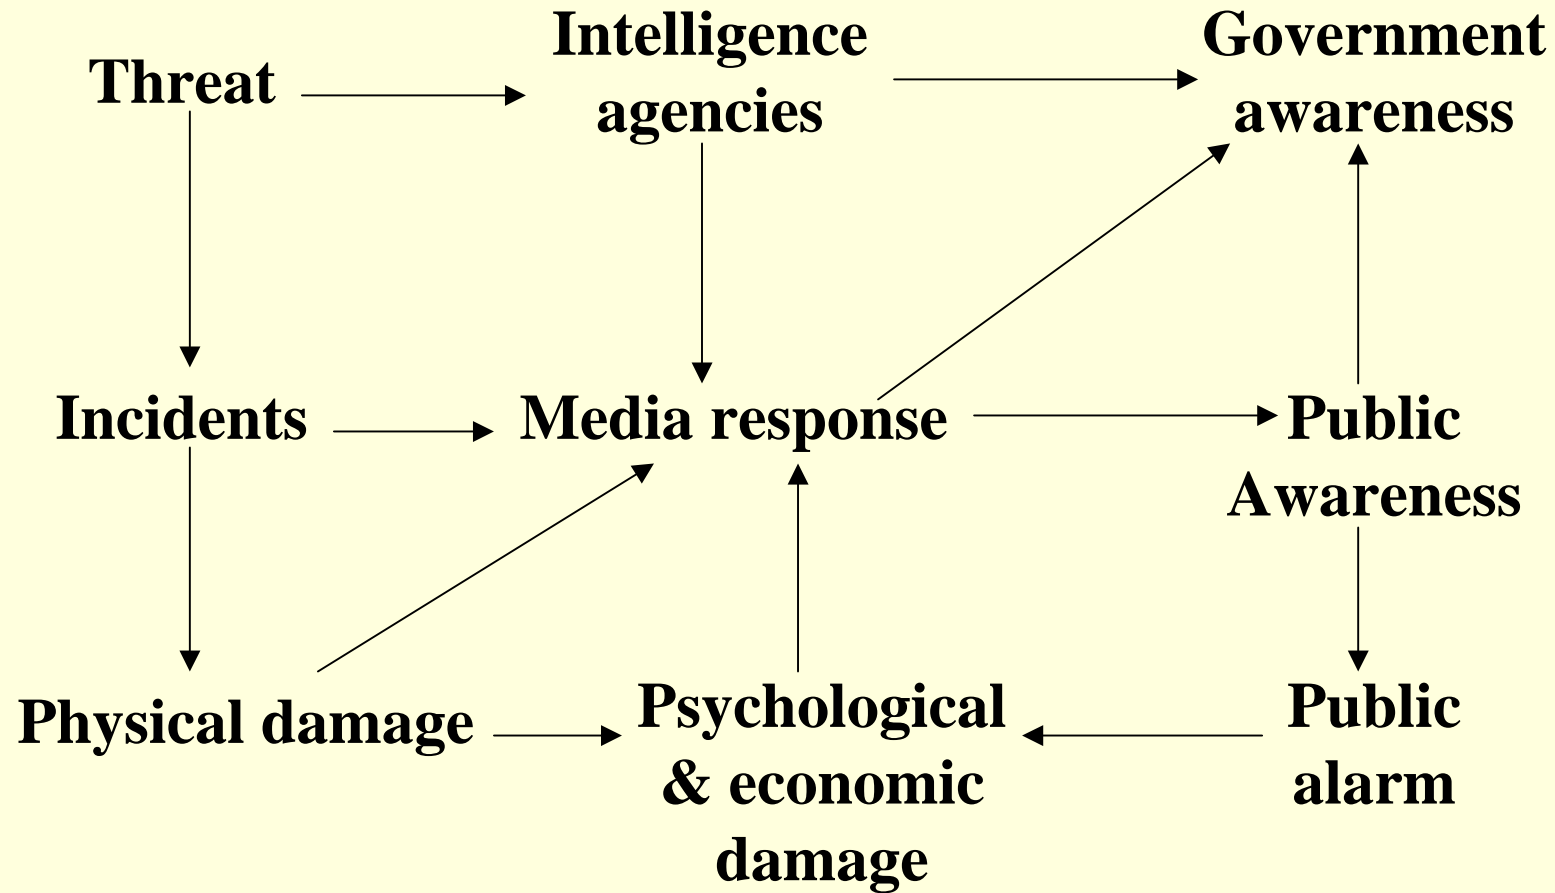 Threat
Intelligence
agencies
Government
awareness
Incidents
Media response
Public
Awareness
Physical damage
Psychological
& economic
damage
Public
alarm